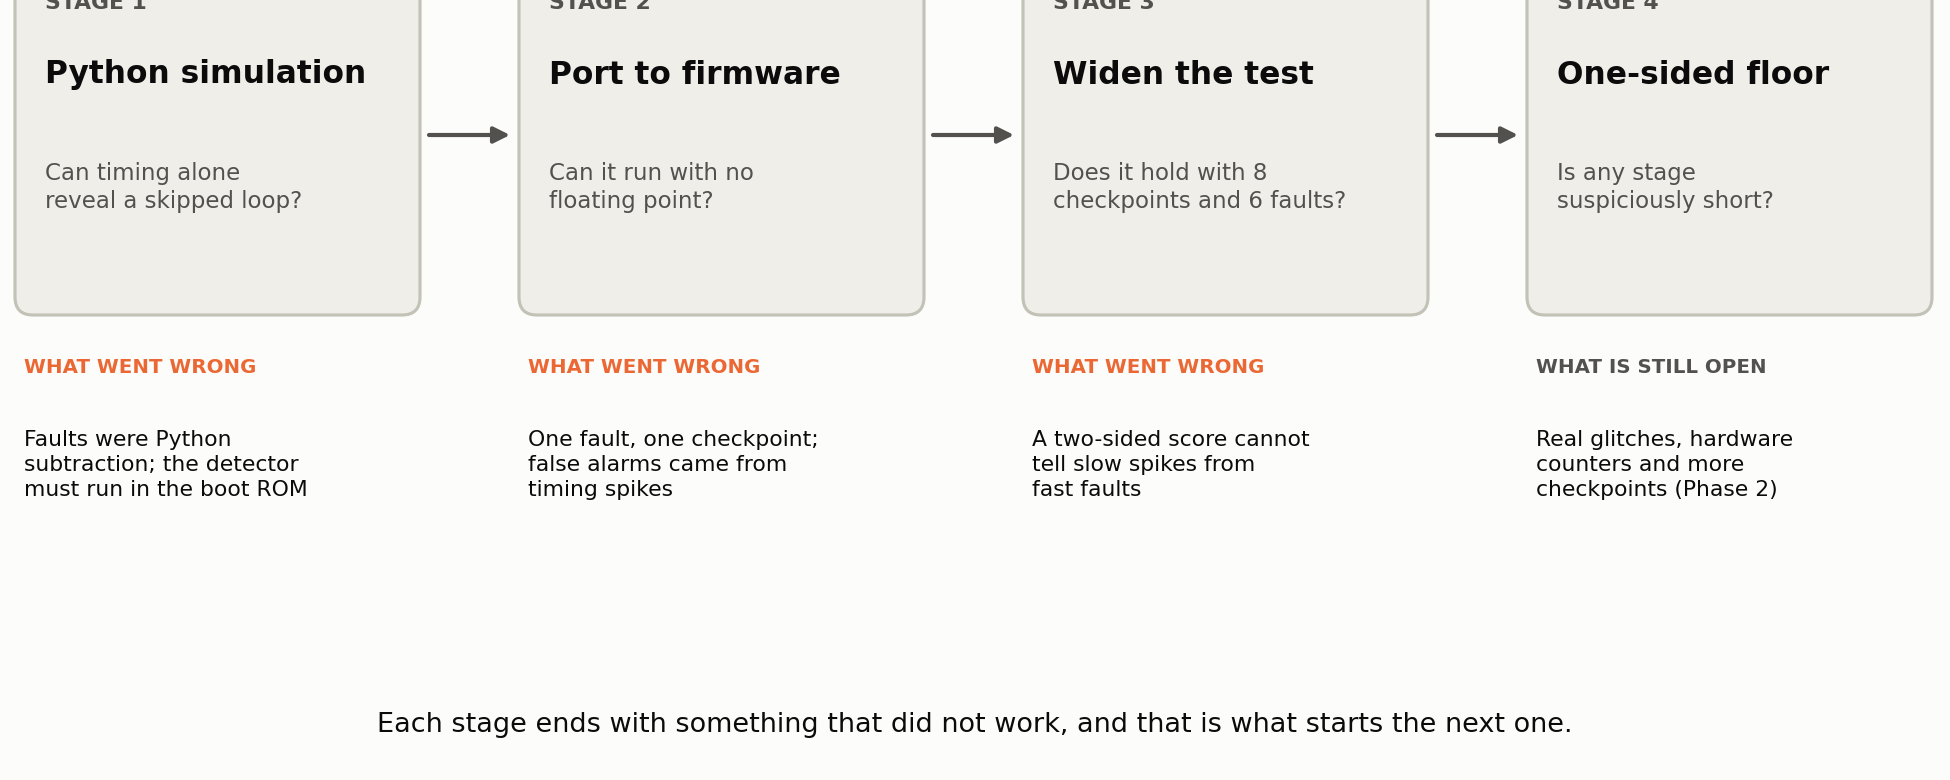 STAGE 1
Python simulation
Can timing alone
reveal a skipped loop?
WHAT WENT WRONG
Faults were Python
subtraction; the detector
must run in the boot ROM
STAGE 2
Port to firmware
Can it run with no
floating point?
WHAT WENT WRONG
One fault, one checkpoint;
false alarms came from
timing spikes
STAGE 3
Widen the test
Does it hold with 8
checkpoints and 6 faults?
WHAT WENT WRONG
A two-sided score cannot
tell slow spikes from
fast faults
STAGE 4
One-sided floor
Is any stage
suspiciously short?
WHAT IS STILL OPEN
Real glitches, hardware
counters and more
checkpoints (Phase 2)
Each stage ends with something that did not work, and that is what starts the next one.